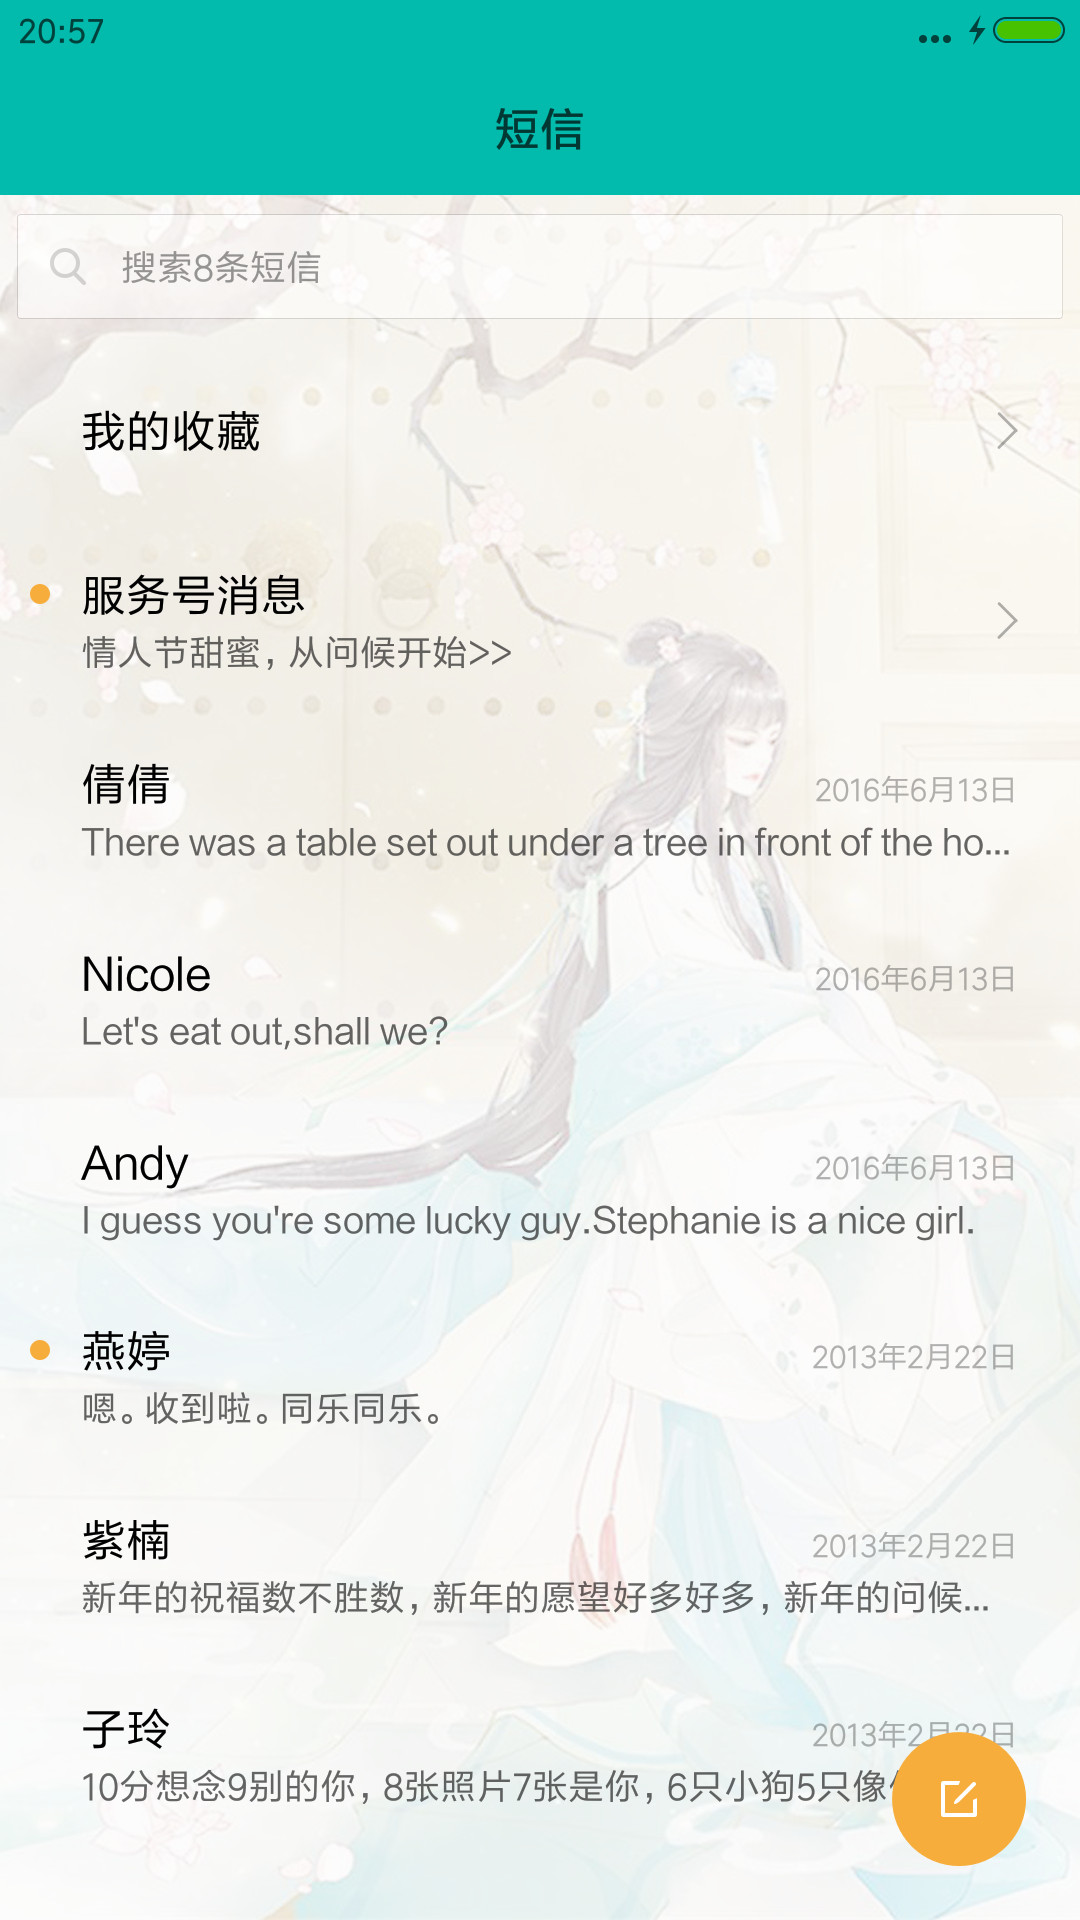 20:57
短信
搜索8条短信
我的收藏
服务号消息
情人节甜蜜，从问候开始>>
倩倩
2016年6月13日
There was a table set out under a tree in front of the ho...
Nicole
2016年6月13日
Let's eat out,shall we?
Andy
2016年6月13日
I guess you're some lucky guy.Stephanie is a nice girl.
燕婷
2013年2月22日
嗯。收到啦。同乐同乐。
紫楠
2013年2月22日
新年的祝福数不胜数，新年的愿望好多好多，新年的问候...
子玲
2013年2月22日
10分想念9别的你，8张照片7张是你，6只小狗5只像